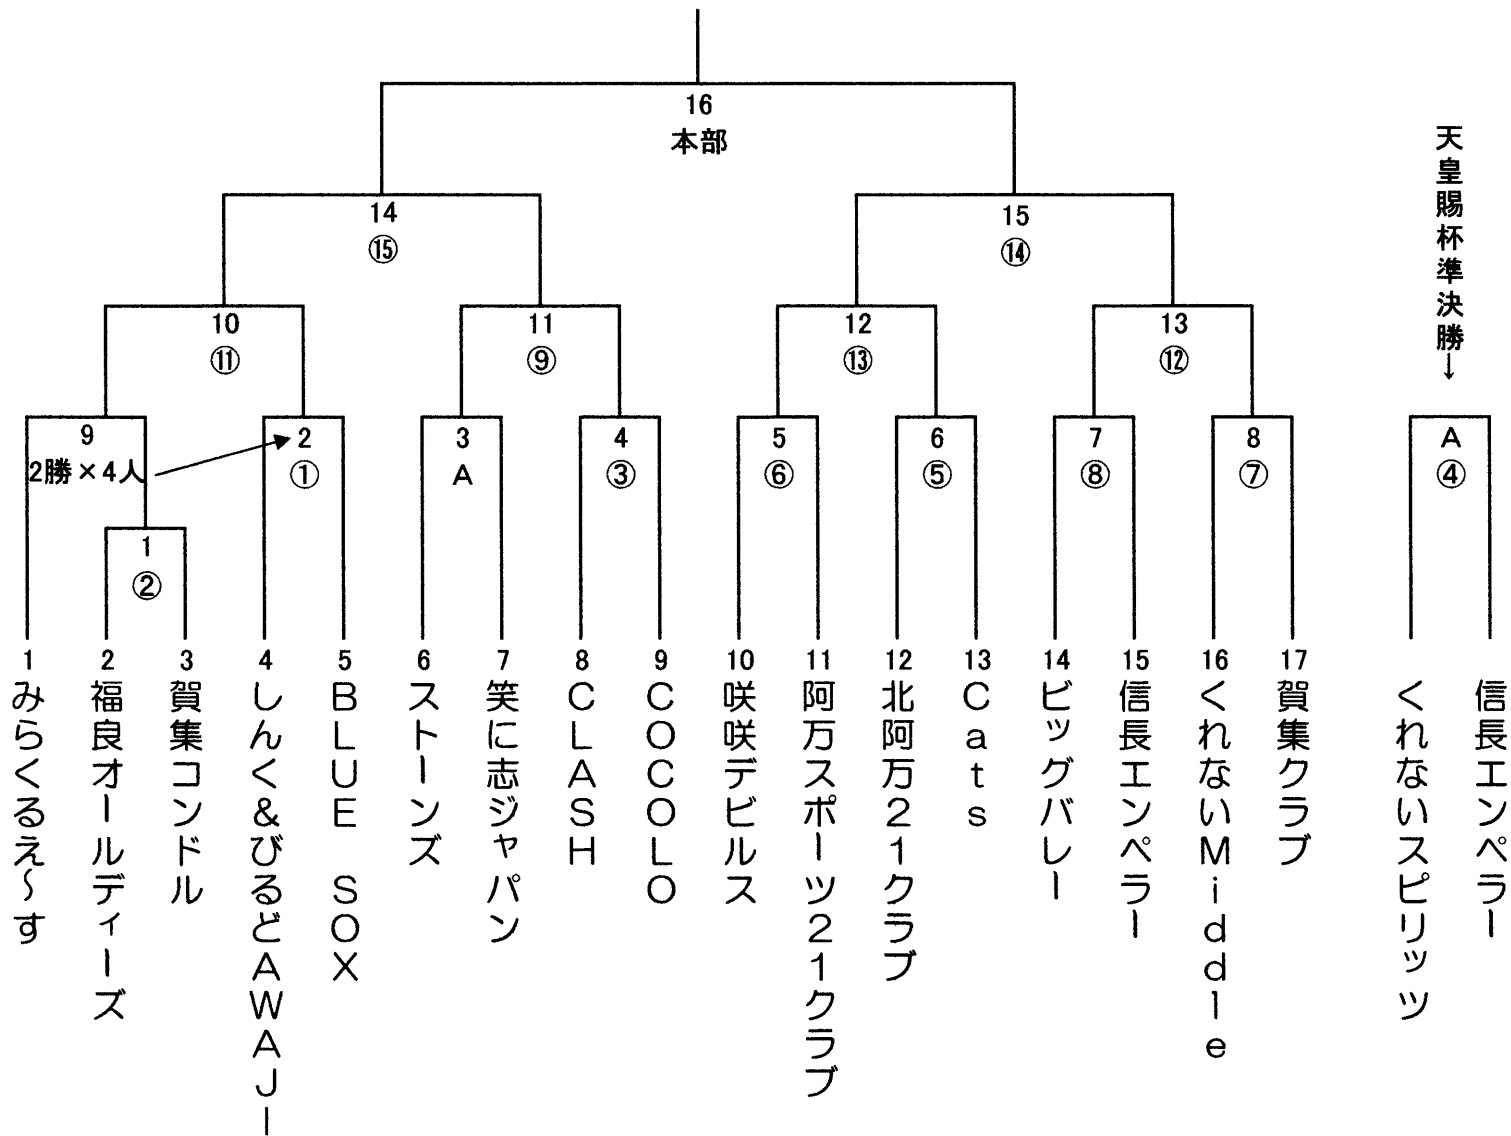 16
本部
14
⑮
15
⑭
天皇賜杯準決勝↓
10
⑪
11
⑨
12
⑬
13
⑫
9
2勝×4人
2
①
3
A
4
③
5
⑥
6
⑤
7
⑧
8
⑦
A
④
1
②
1
みらくるえ~す
2
福良オールディーズ
3
賀集コンドル
4
しんく&びるどAWAJI
5
BLUE SOX
6
ストーンズ
7
笑に志ジャパン
8
CLASH
9
COCOLO
10
咲咲デビルス
11
阿万スポーツ21クラブ
12
北阿万21クラブ
13
Cats
14
ビッグバレー
15
信長エンペラー
16
くれないMiddle
17
賀集クラブ
くれないスピリッツ
信長エンペラー